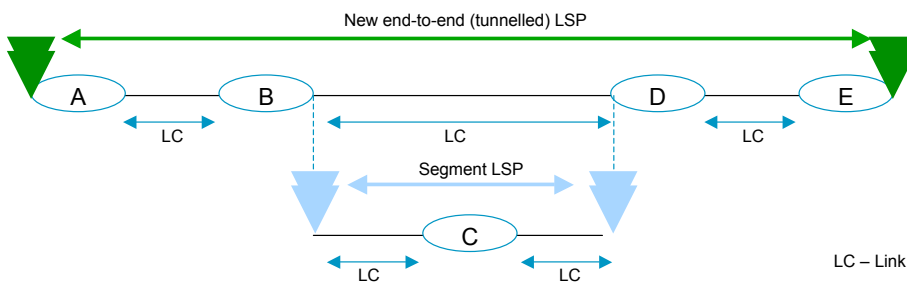 New end-to-end (tunnelled) LSP
A B D E
LC LC LC
Segment LSP
C
LC LC
LC – Link